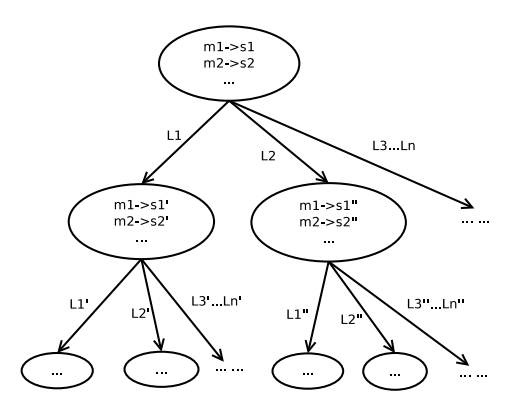 m1->s1
m2->s2
...
L1
L2
L3...Ln
m1->s1'
m2->s2'
...
m1->s1"
m2->s2"
...
... ...
L1'
L2'
L3'...Ln'
L1"
L2"
L3"...Ln"
...
...
... ...
...
...
... ...